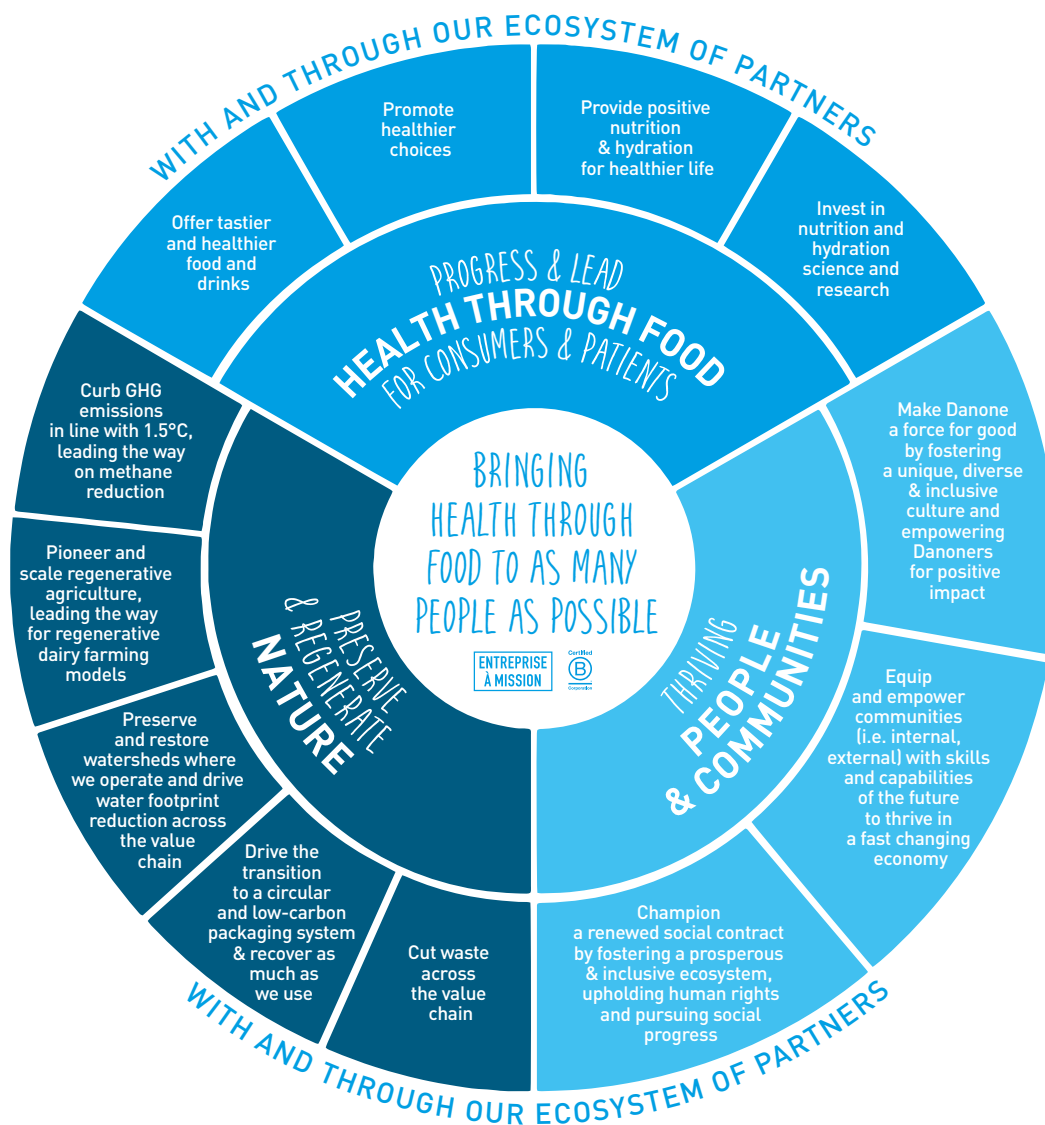 WITH AND THROUGH OUR ECOSYSTEM OF PARTNERS
Offer tastier
and healthier
food and
drinks
Promote
healthier
choices
Provide positive
nutrition
& hydration
for healthier life
Invest in
nutrition and
hydration
science and
research
PROGRESS & LEAD
HEALTH THROUGH FOOD
FOR CONSUMERS & PATIENTS
Make Danone
a force for good
by fostering
a unique, diverse
& inclusive
culture and
empowering
Danoners
for positive
impact
Equip
and empower
communities
(i.e. internal,
external) with skills
and capabilities
of the future
to thrive in
a fast changing
economy
Champion
a renewed social contract
by fostering a prosperous
& inclusive ecosystem,
upholding human rights
and pursuing social
progress
THRIVING
PEOPLE
& COMMUNITIES
BRINGING
HEALTH THROUGH
FOOD TO AS MANY
PEOPLE AS POSSIBLE
ENTREPRISE
À MISSION
Certified
B
Corporation
PRESERVE
& REGENERATE
NATURE
Curb GHG
emissions
in line with 1.5°C,
leading the way
on methane
reduction
Pioneer and
scale regenerative
agriculture,
leading the way
for regenerative
dairy farming
models
Preserve
and restore
watersheds where
we operate and drive
water footprint
reduction across
the value
chain
Drive the
transition
to a circular
and low-carbon
packaging system
& recover as
much as
we use
Cut waste
across
the value
chain
WITH AND THROUGH OUR ECOSYSTEM OF PARTNERS